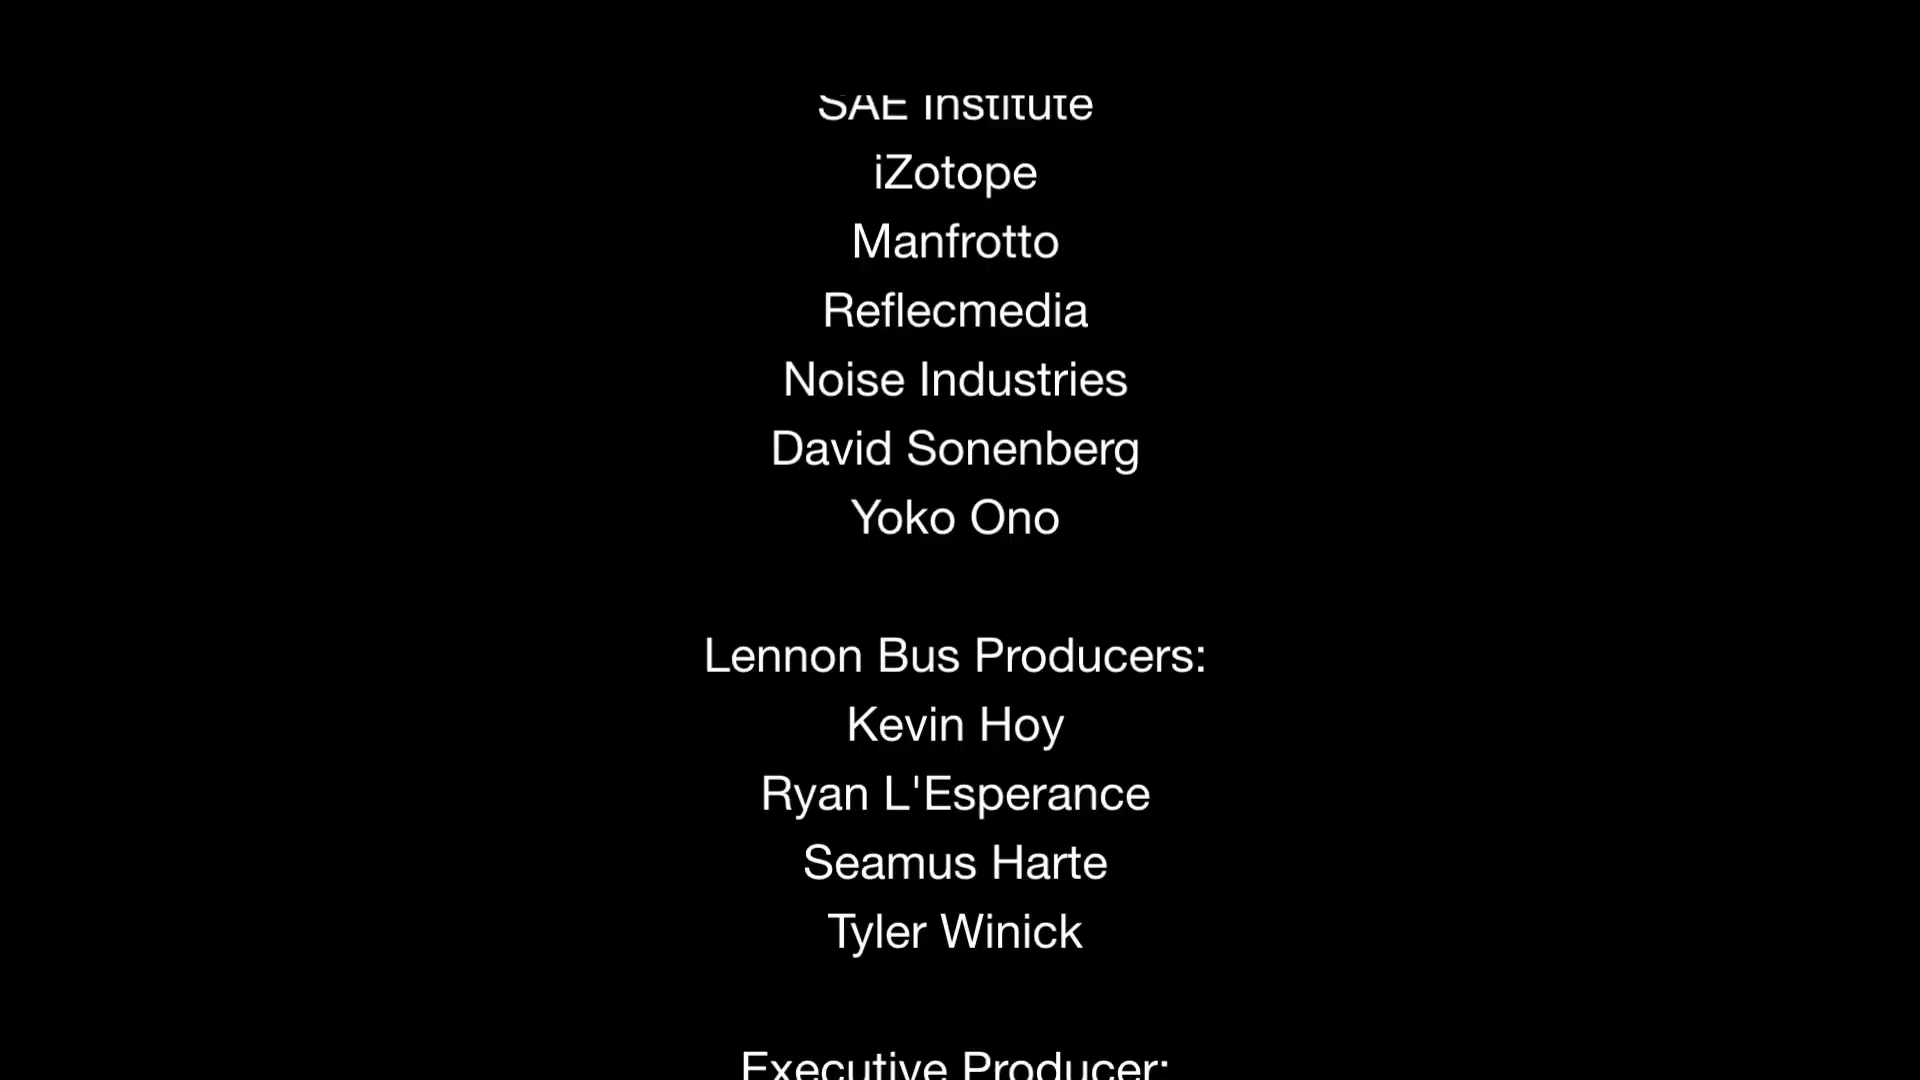 SAE Institute
iZotope
Manfrotto
Reflecmedia
Noise Industries
David Sonenberg
Yoko Ono
Lennon Bus Producers:
Kevin Hoy
Ryan L'Esperance
Seamus Harte
Tyler Winick
Executive Producer: